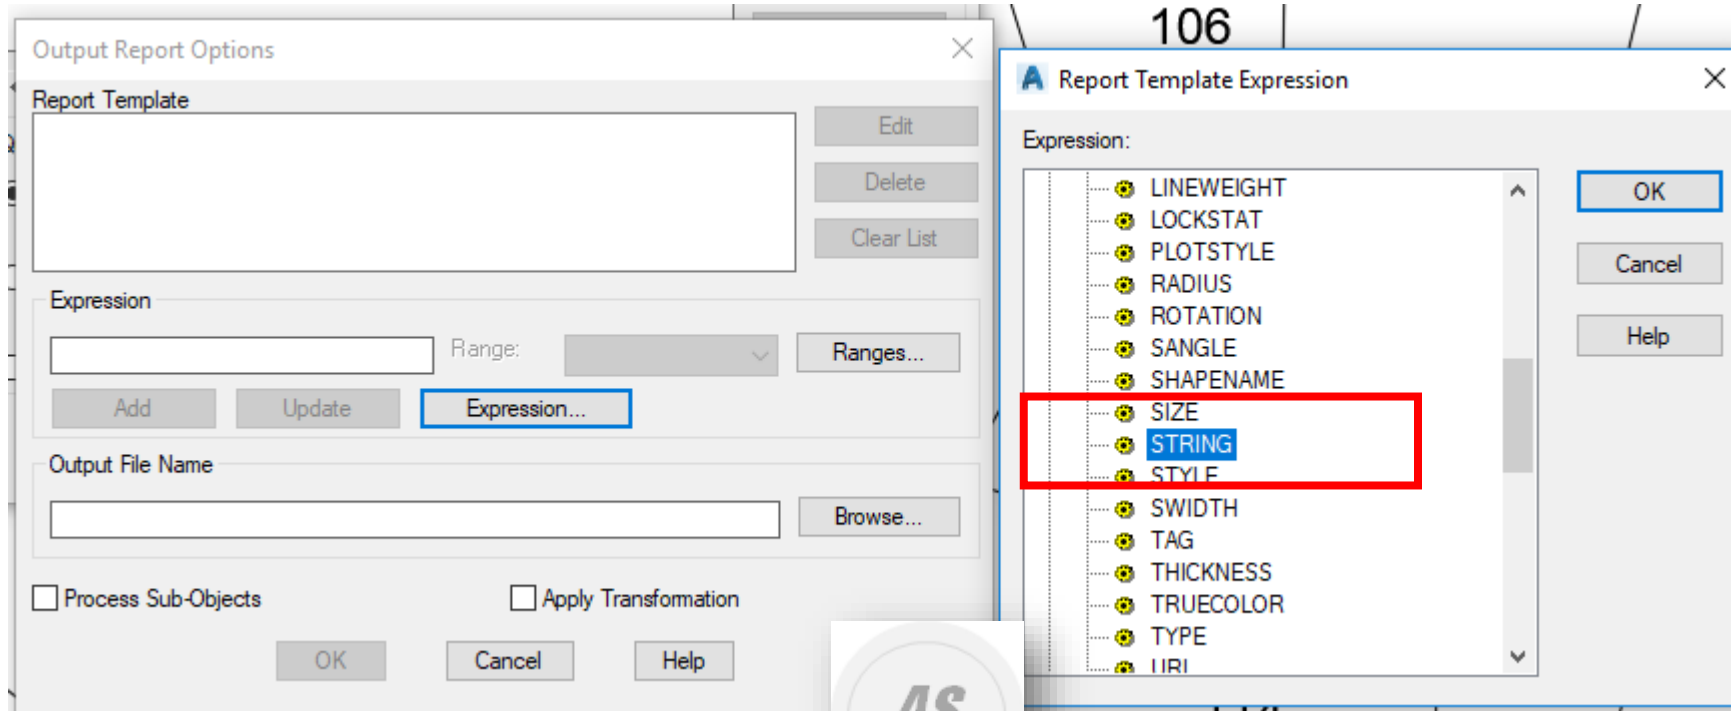 106
Output Report Options
Report Template
Edit
Delete
Clear List
Expression
Range:
Ranges...
Add
Update
Expression...
Output File Name
Browse...
Process Sub-Objects
Apply Transformation
OK
Cancel
Help
AS
Report Template Expression
Expression:
LINEWEIGHT
LOCKSTAT
PLOTSTYLE
RADIUS
ROTATION
SANGLE
SHAPENAME
SIZE
STRING
STYLE
SWIDTH
TAG
THICKNESS
TRUECOLOR
TYPE
URL
OK
Cancel
Help